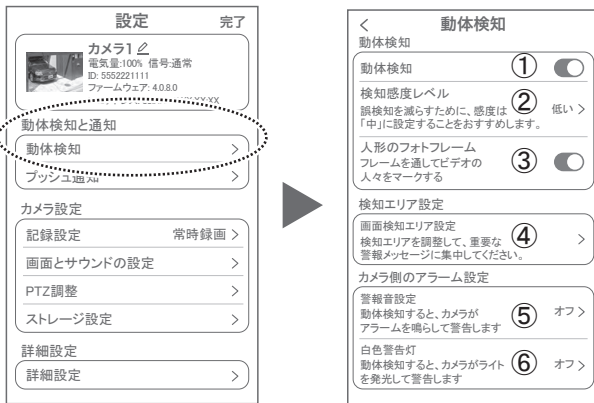 設定
完了
カメラ1
電気量:100% 信号:通常
ID: 5552221111
ファームウェア: 4.0.8.0
動体検知と通知
動体検知 >
プッシュ通知 >
カメラ設定
記録設定 常時録画 >
画面とサウンドの設定 >
PTZ調整 >
ストレージ設定 >
詳細設定
詳細設定 >
< 動体検知
動体検知
動体検知 ①
検知感度レベル
誤検知を減らすために、感度は
「中」に設定することをおすすめします。
② 低い >
人形のフォトフレーム
フレームを通してビデオの
人々をマークする
③
検知エリア設定
画面検知エリア設定
検知エリアを調整して、重要な
警報メッセージに集中してください。
④ >
カメラ側のアラーム設定
警報音設定
動体検知すると、カメラが
アラームを鳴らして警告します
⑤ オフ >
白色警告灯
動体検知すると、カメラがライト
を発光して警告します
⑥ オフ >